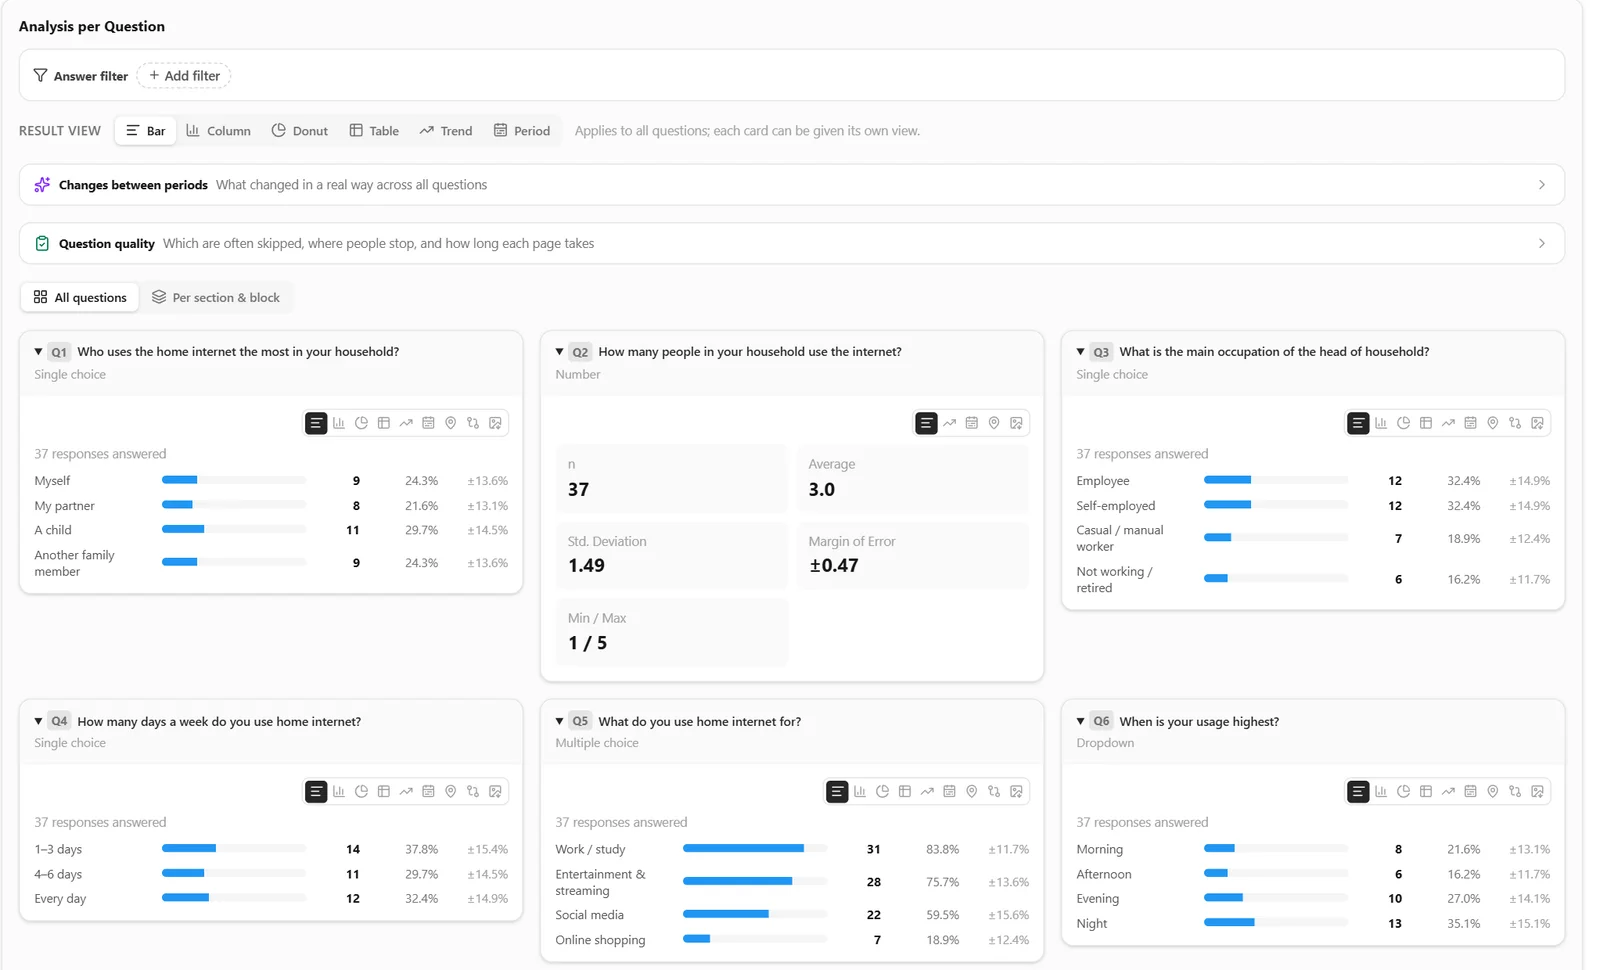 Analysis per Question
Answer filter + Add filter
RESULT VIEW Bar Column Donut Table Trend Period Applies to all questions; each card can be given its own view.
Changes between periods What changed in a real way across all questions
Question quality Which are often skipped, where people stop, and how long each page takes
All questions Per section & block
Q1 Who uses the home internet the most in your household?
Single choice
37 responses answered
Myself 9 24.3% ±13.6%
My partner 8 21.6% ±13.1%
A child 11 29.7% ±14.5%
Another family
member 9 24.3% ±13.6%
Q2 How many people in your household use the internet?
Number
n
37
Average
3.0
Std. Deviation
1.49
Margin of Error
±0.47
Min / Max
1 / 5
Q3 What is the main occupation of the head of household?
Single choice
37 responses answered
Employee 12 32.4% ±14.9%
Self-employed 12 32.4% ±14.9%
Casual / manual
worker 7 18.9% ±12.4%
Not working /
retired 6 16.2% ±11.7%
Q4 How many days a week do you use home internet?
Single choice
37 responses answered
1–3 days 14 37.8% ±15.4%
4–6 days 11 29.7% ±14.5%
Every day 12 32.4% ±14.9%
Q5 What do you use home internet for?
Multiple choice
37 responses answered
Work / study 31 83.8% ±11.7%
Entertainment &
streaming 28 75.7% ±13.6%
Social media 22 59.5% ±15.6%
Online shopping 7 18.9% ±12.4%
Q6 When is your usage highest?
Dropdown
37 responses answered
Morning 8 21.6% ±13.1%
Afternoon 6 16.2% ±11.7%
Evening 10 27.0% ±14.1%
Night 13 35.1% ±15.1%